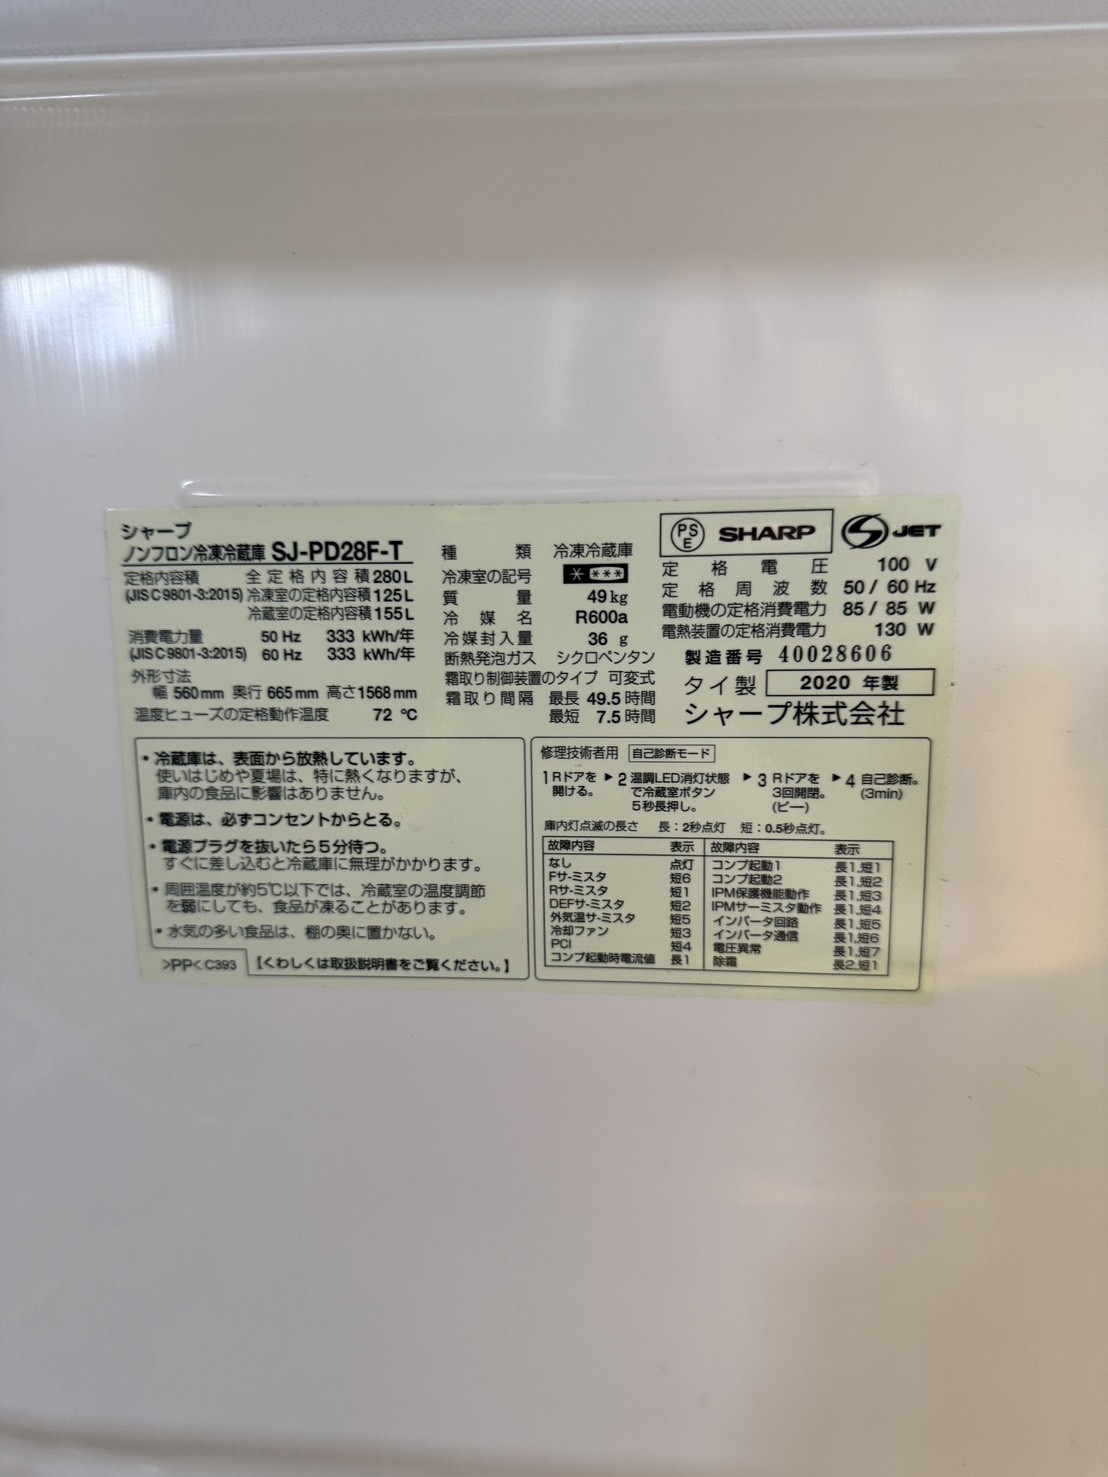 シャープ
ノンフロン冷凍冷蔵庫 SJ-PD28F-T
定格内容積 全定格内容積 280L
(JIS C 9801-3:2015) 冷凍室の定格内容積 125L
冷蔵室の定格内容積 155L
消費電力量 50 Hz 333 kWh/年
(JIS C 9801-3:2015) 60 Hz 333 kWh/年
外形寸法
幅 560mm 奥行 665mm 高さ 1568mm
温度ヒューズの定格動作温度 72 ℃
種類 冷凍冷蔵庫
冷凍室の記号 * ***
質量 49 kg
冷媒名 R600a
冷媒封入量 36 g
断熱発泡ガス シクロペンタン
霜取り制御装置のタイプ 可変式
霜取り間隔 最長 49.5 時間
最短 7.5 時間
PSE SHARP S JET
定格電圧 100 V
定格周波数 50 / 60 Hz
電動機の定格消費電力 85 / 85 W
電熱装置の定格消費電力 130 W
製造番号 40028606
タイ製 2020 年製
シャープ株式会社
・冷蔵庫は、表面から放熱しています。
使いはじめや夏場は、特に熱くなりますが、
庫内の食品に影響はありません。
・電源は、必ずコンセントからとる。
・電源プラグを抜いたら5分待つ。
すぐに差し込むと冷蔵庫に無理がかかります。
・周囲温度が約5℃以下では、冷蔵室の温度調節
を弱にしても、食品が凍ることがあります。
・水気の多い食品は、棚の奥に置かない。
>PP< C393 【くわしくは取扱説明書をご覧ください。】
修理技術者用 自己診断モード
1 Rドアを開ける。 ▶ 2 温調LED消灯状態で冷蔵室ボタン5秒長押し。 ▶ 3 Rドアを3回開閉。(ピー) ▶ 4 自己診断。(3min)
庫内灯点滅の長さ 長：2秒点灯 短：0.5秒点灯。
故障内容 表示 故障内容 表示
なし 点灯 コンプ起動1 長1,短1
Fサ-ミスタ 短6 コンプ起動2 長1,短2
Rサ-ミスタ 短1 IPM保護機能動作 長1,短3
DEFサ-ミスタ 短2 IPMサーミスタ動作 長1,短4
外気温サ-ミスタ 短5 インバータ回路 長1,短5
冷却ファン 短3 インバータ通信 長1,短6
PCI 短4 電圧異常 長1,短7
コンプ起動時電流値 長1 除霜 長2,短1